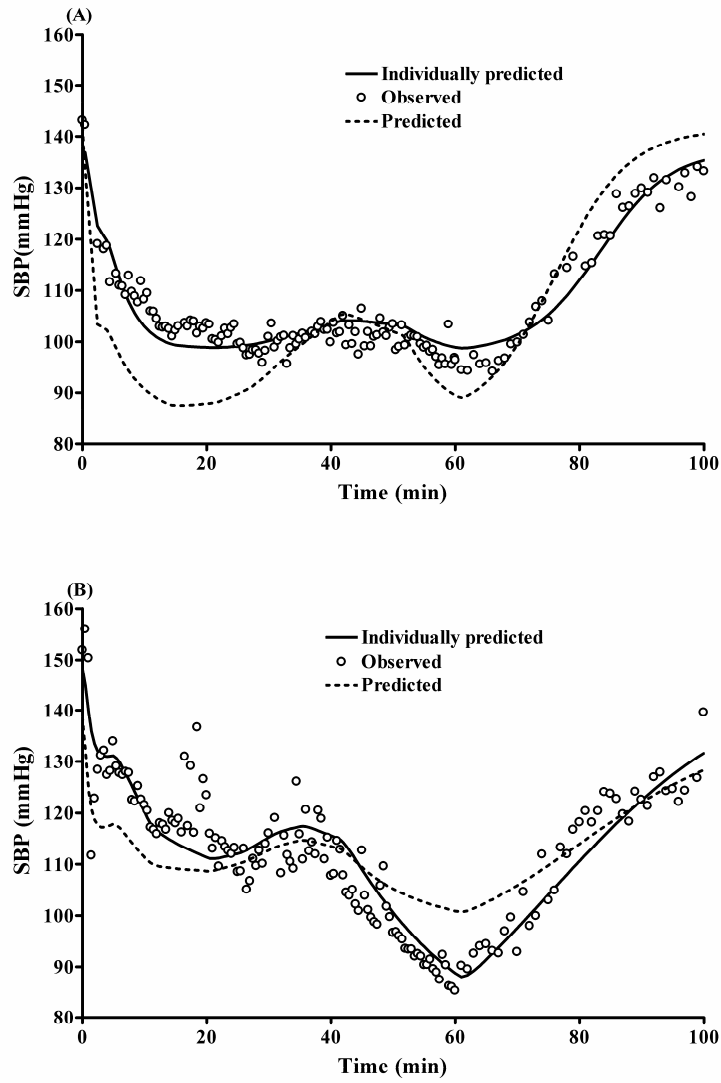 (A)
160
150
140
130
120
110
100
90
80
SBP(mmHg)
Individually predicted
Observed
Predicted
0 20 40 60 80 100
Time (min)
(B)
160
150
140
130
120
110
100
90
80
SBP (mmHg)
Individually predicted
Observed
Predicted
0 20 40 60 80 100
Time (min)